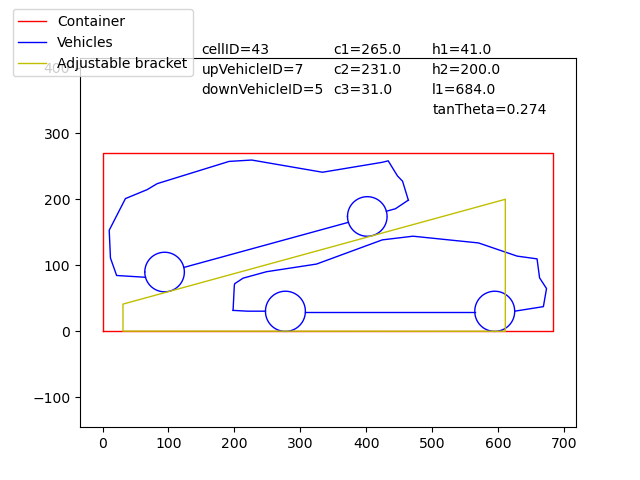 Container
Vehicles
Adjustable bracket
cellID=43 c1=265.0 h1=41.0
upVehicleID=7 c2=231.0 h2=200.0
downVehicleID=5 c3=31.0 l1=684.0
tanTheta=0.274
400
300
200
100
0
−100
0 100 200 300 400 500 600 700